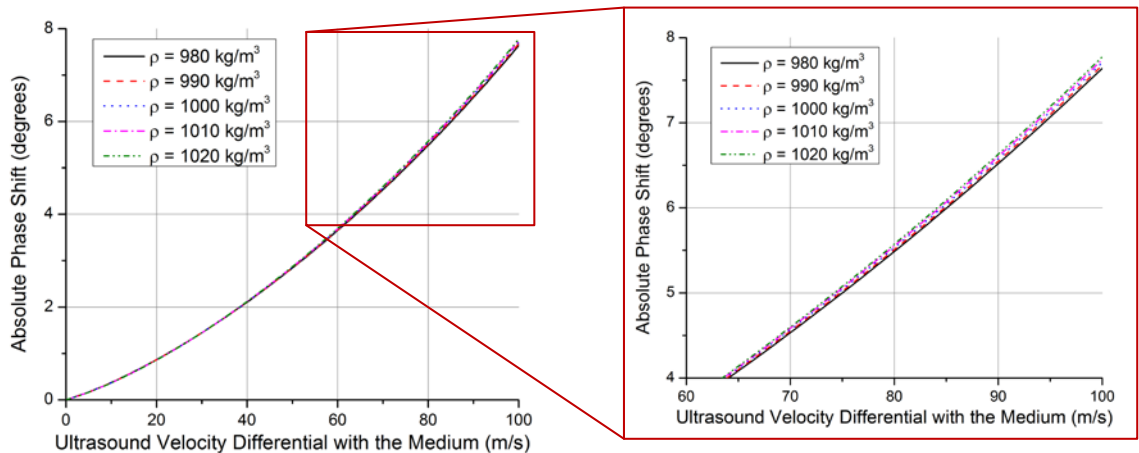 8
6
4
2
0
Absolute Phase Shift (degrees)
ρ = 980 kg/m³
ρ = 990 kg/m³
ρ = 1000 kg/m³
ρ = 1010 kg/m³
ρ = 1020 kg/m³
0 20 40 60 80 100
Ultrasound Velocity Differential with the Medium (m/s)
8
7
6
5
4
Absolute Phase Shift (degrees)
ρ = 980 kg/m³
ρ = 990 kg/m³
ρ = 1000 kg/m³
ρ = 1010 kg/m³
ρ = 1020 kg/m³
60 70 80 90 100
Ultrasound Velocity Differential with the Medium (m/s)